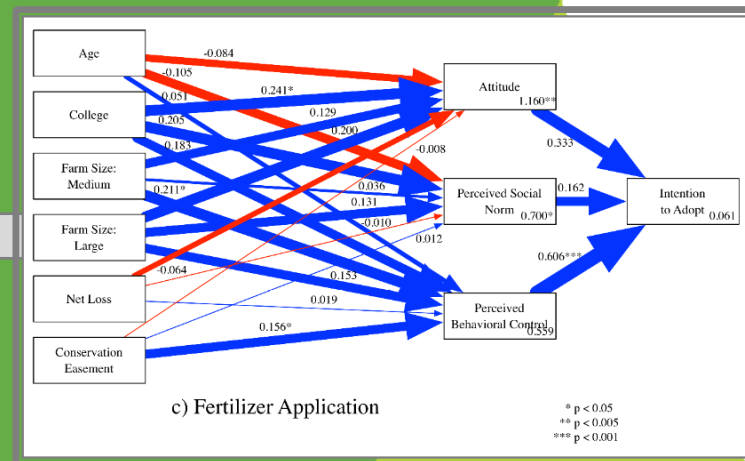 Age
College
Farm Size:
Medium
Farm Size:
Large
Net Loss
Conservation
Easement
-0.084
-0.105
0.051
0.241*
0.205
0.129
0.183
0.200
-0.008
0.211*
0.036
0.131
-0.010
0.012
-0.064
0.153
0.019
0.156*
Attitude
1.160**
Perceived Social
Norm
0.700*
Perceived
Behavioral Control
0.559
0.333
0.162
0.606***
Intention
to Adopt
0.061
c) Fertilizer Application
* p < 0.05
** p < 0.005
*** p < 0.001